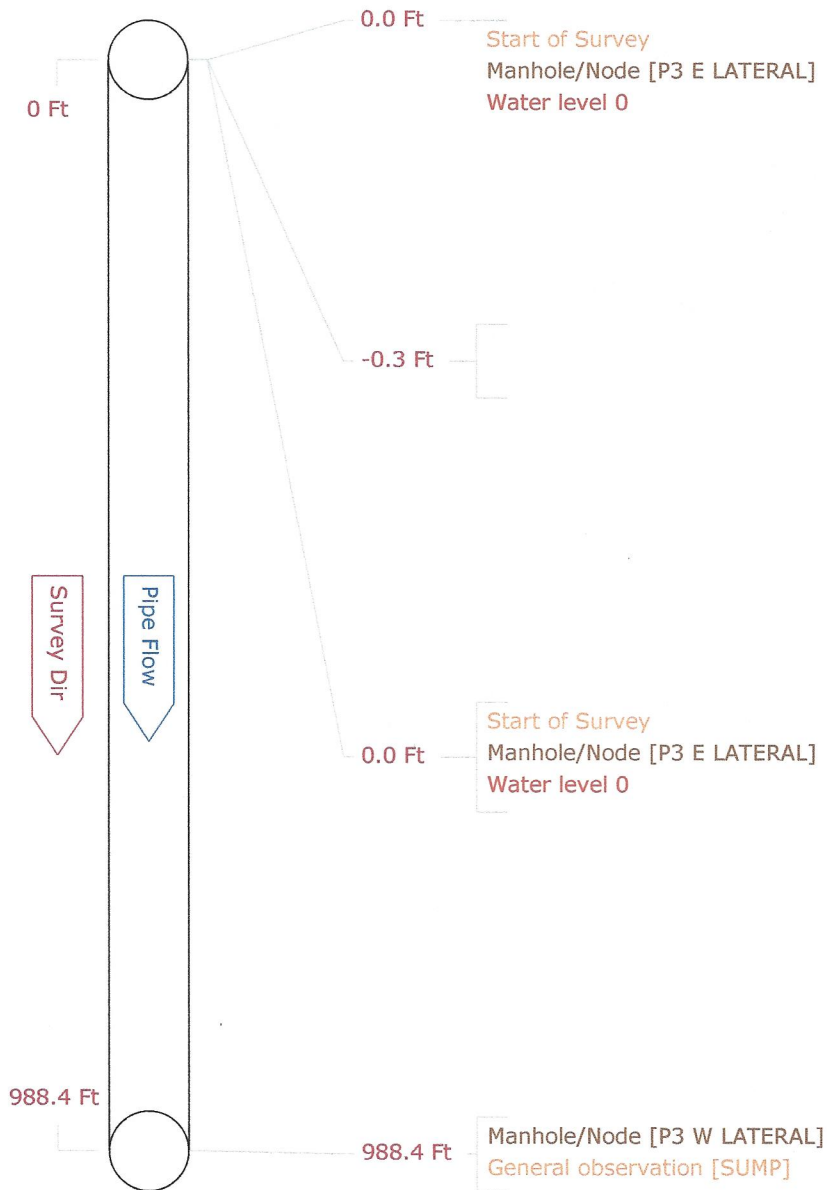 0.0 Ft
Start of Survey
Manhole/Node [P3 E LATERAL]
Water level 0
0 Ft
-0.3 Ft
Survey Dir
Pipe Flow
0.0 Ft
Start of Survey
Manhole/Node [P3 E LATERAL]
Water level 0
988.4 Ft
988.4 Ft
Manhole/Node [P3 W LATERAL]
General observation [SUMP]